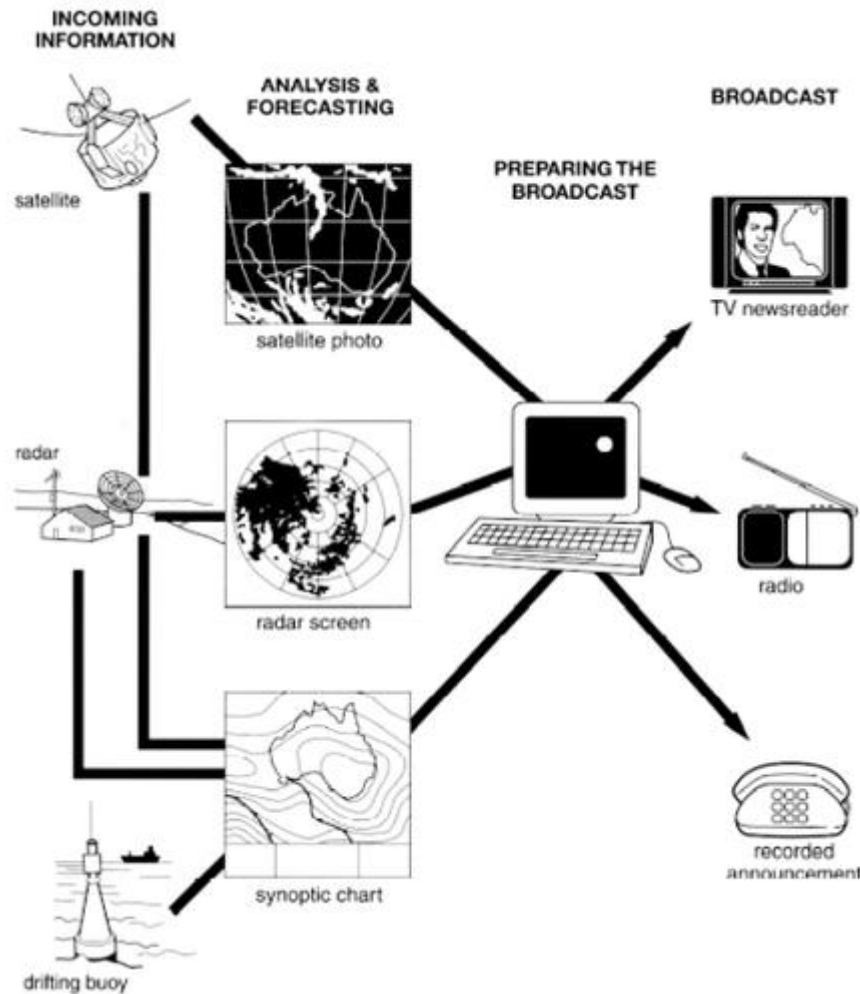 INCOMING
INFORMATION
ANALYSIS &
FORECASTING
PREPARING THE
BROADCAST
BROADCAST
satellite
satellite photo
TV newsreader
radar
radar screen
radio
synoptic chart
recorded
announcement
drifting buoy